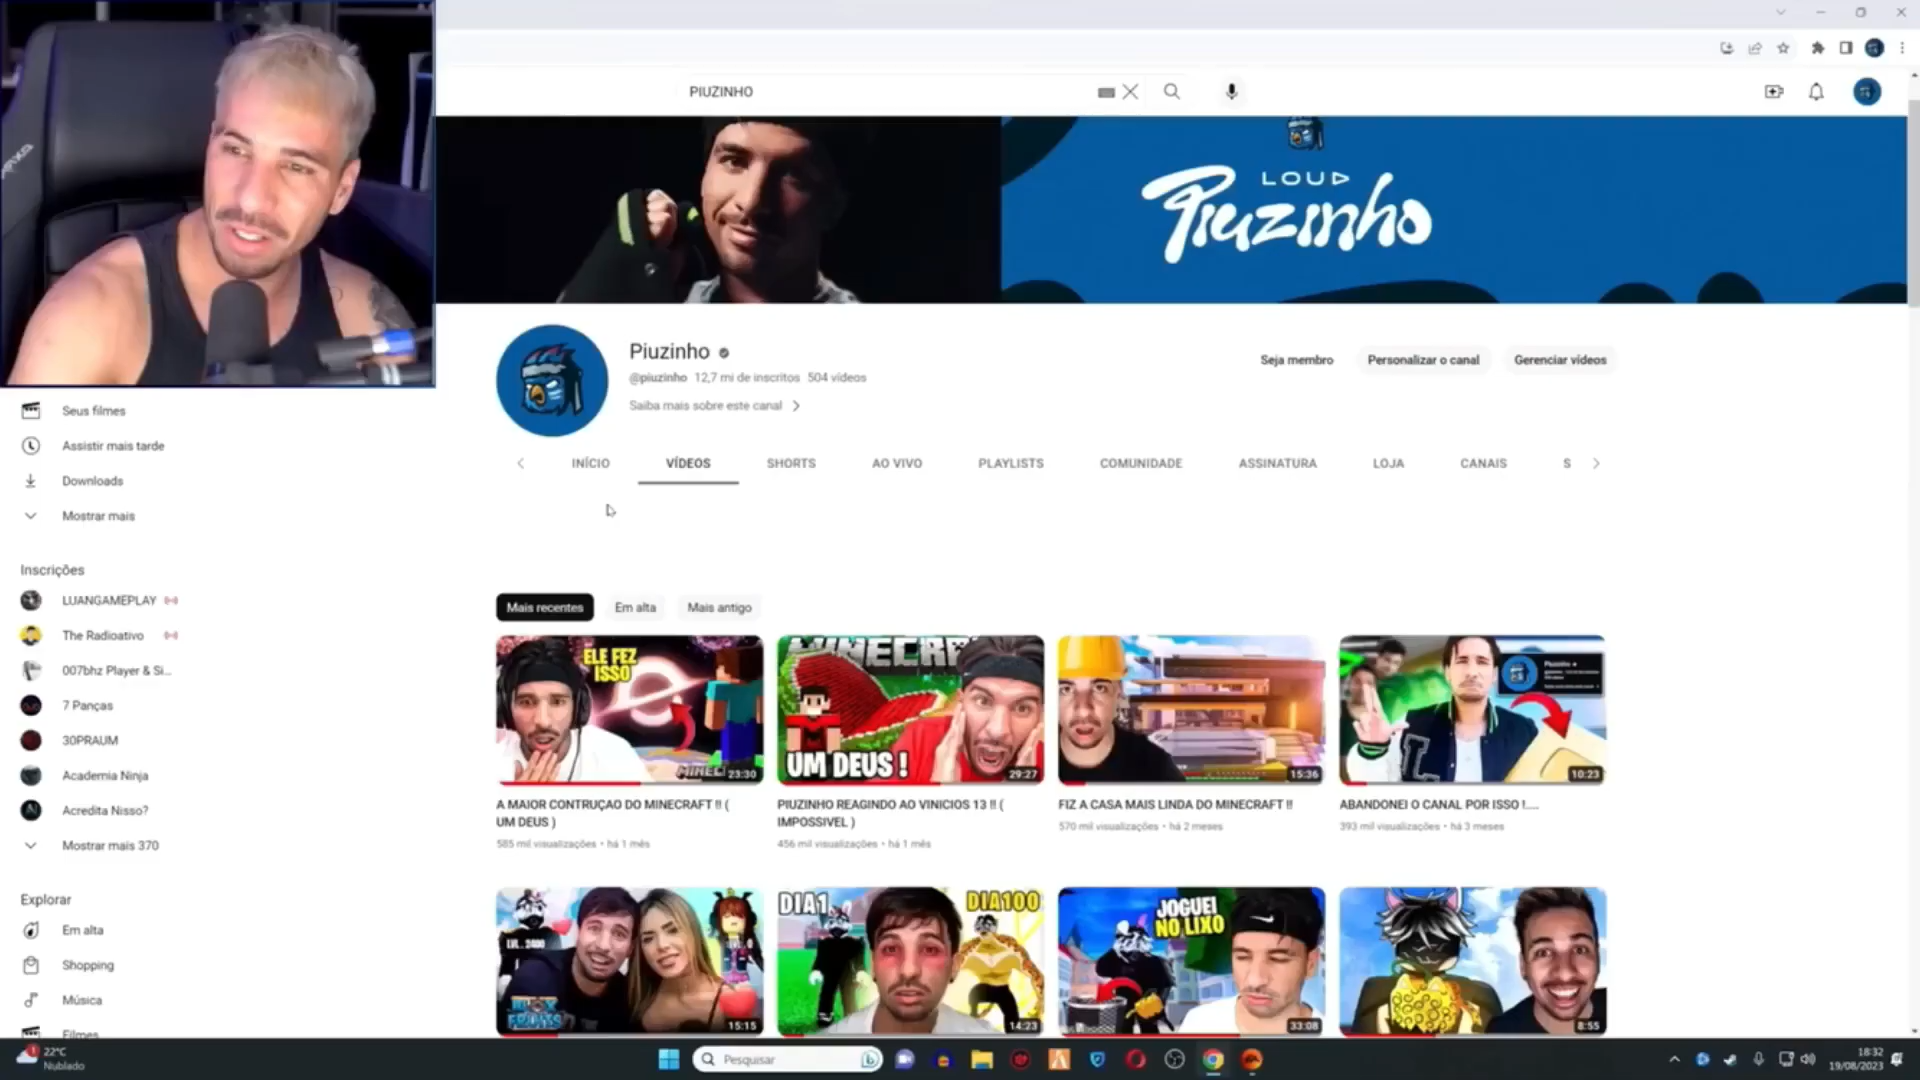 PIUZINHO
LOUD
Piuzinho
Piuzinho
@piuzinho 12,7 mi de inscritos 504 vídeos
Saiba mais sobre este canal
Seja membro
Personalizar o canal
Gerenciar vídeos
INÍCIO
VÍDEOS
SHORTS
AO VIVO
PLAYLISTS
COMUNIDADE
ASSINATURA
LOJA
CANAIS
S
Seus filmes
Assistir mais tarde
Downloads
Mostrar mais
Inscrições
LUANGAMEPLAY
The Radioativo
007bhz Player & Si...
7 Panças
30PRAUM
Academia Ninja
Acredita Nisso?
Mostrar mais 370
Explorar
Em alta
Shopping
Música
Filmes
Mais recentes
Em alta
Mais antigo
ELE FEZ
ISSO
23:30
A MAIOR CONTRUÇAO DO MINECRAFT !! (
UM DEUS )
585 mil visualizações • há 1 mês
UM DEUS !
29:27
PIUZINHO REAGINDO AO VINICIOS 13 !! (
IMPOSSIVEL )
456 mil visualizações • há 1 mês
15:36
FIZ A CASA MAIS LINDA DO MINECRAFT !!
570 mil visualizações • há 2 meses
Piuzinho
10:23
ABANDONEI O CANAL POR ISSO !....
393 mil visualizações • há 3 meses
LVL. 2400
BLOX
FRUITS
15:15
DIA1
DIA100
14:23
JOGUEI
NO LIXO
33:08
8:55
1
22°C
Nublado
Pesquisar
18:32
19/08/2023